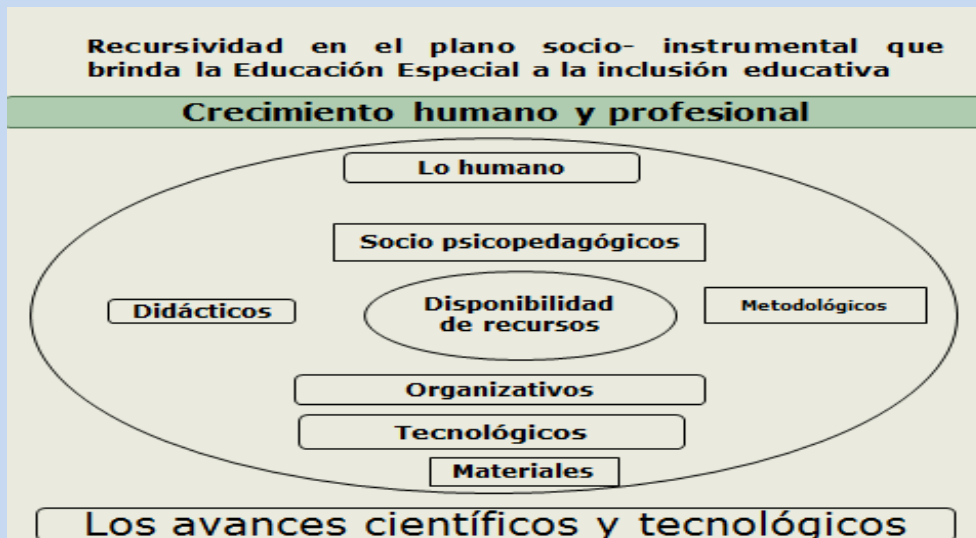 Recursividad en el plano socio- instrumental que
brinda la Educación Especial a la inclusión educativa
Crecimiento humano y profesional
Lo humano
Socio psicopedagógicos
Didácticos
Disponibilidad
de recursos
Metodológicos
Organizativos
Tecnológicos
Materiales
Los avances científicos y tecnológicos